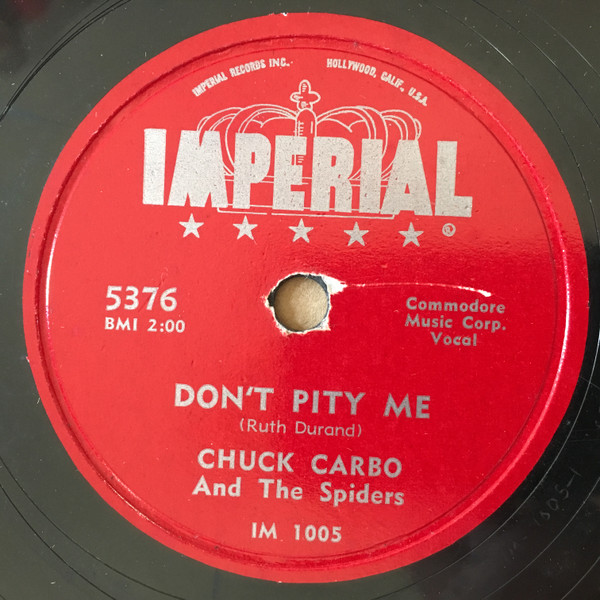 IMPERIAL RECORDS INC. HOLLYWOOD, CALIF., U.S.A.
IMPERIAL
®
5376
BMI 2:00
Commodore
Music Corp.
Vocal
DON'T PITY ME
(Ruth Durand)
CHUCK CARBO
And The Spiders
IM 1005